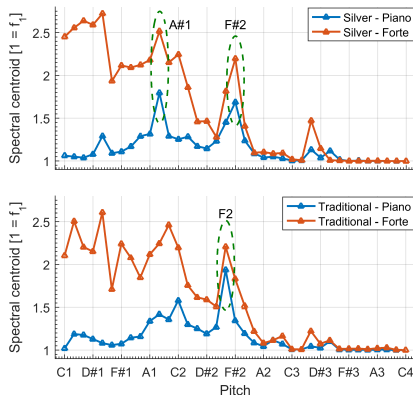 Spectral centroid [1 = f1]
2.5
2
1.5
1
A#1
F#2
Silver - Piano
Silver - Forte
Spectral centroid [1 = f1]
2.5
2
1.5
1
F2
Traditional - Piano
Traditional - Forte
C1 D#1 F#1 A1 C2 D#2 F#2 A2 C3 D#3 F#3 A3 C4
Pitch